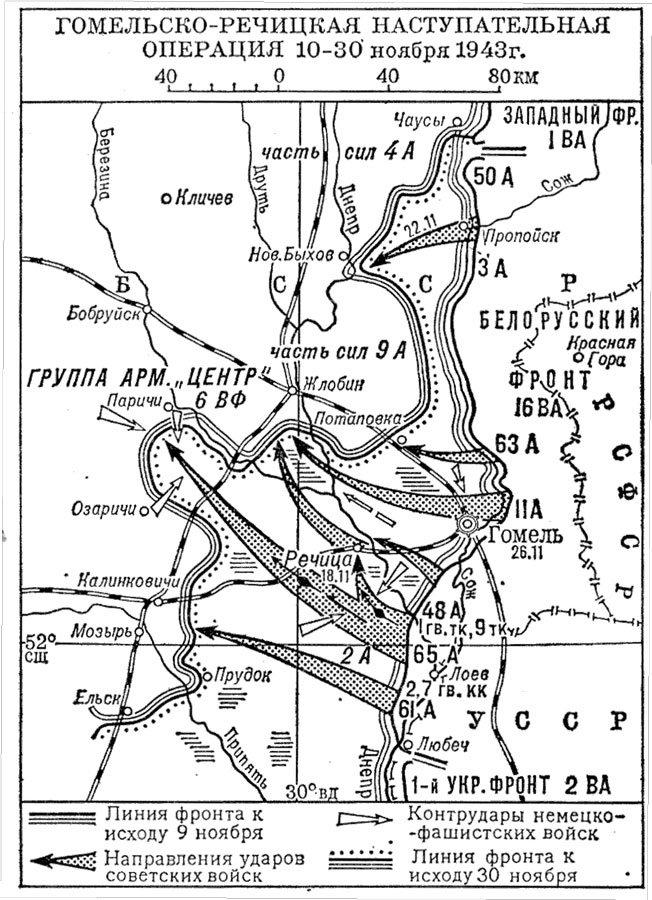 ГОМЕЛЬСКО-РЕЧИЦКАЯ НАСТУПАТЕЛЬНАЯ
ОПЕРАЦИЯ 10-30 ноября 1943г.
40 0 40 80 км
Чаусы
ЗАПАДНЫЙ ФР.
1 ВА
часть сил 4 А
50 А
Березина
Друть
Днепр
Сож
Кличев
22.11
Пропойск
Нов. Быхов
3 А
Б С С Р
Бобруйск
БЕЛОРУССКИЙ
Красная
Гора
ФРОНТ
16 ВА
часть сил 9 А
ГРУППА АРМ. „ЦЕНТР"
6 ВФ
Жлобин
Паричи
Потаповка
РСФСР
63 А
11 А
Озаричи
Гомель
26.11
Речица
18.11
Сож
Калинковичи
48 А
1 гв. тк, 9 тк
Мозырь
52°
сш
2 А
65 А
Лоев
Прудок
2,7
гв. кк
61 А
Ельск
УССР
Припять
Любеч
Днепр
30° вд
1-й УКР. ФРОНТ 2 ВА
Линия фронта к
исходу 9 ноября
Контрудары немецко-
-фашистских войск
Направления ударов
советских войск
Линия фронта к
исходу 30 ноября